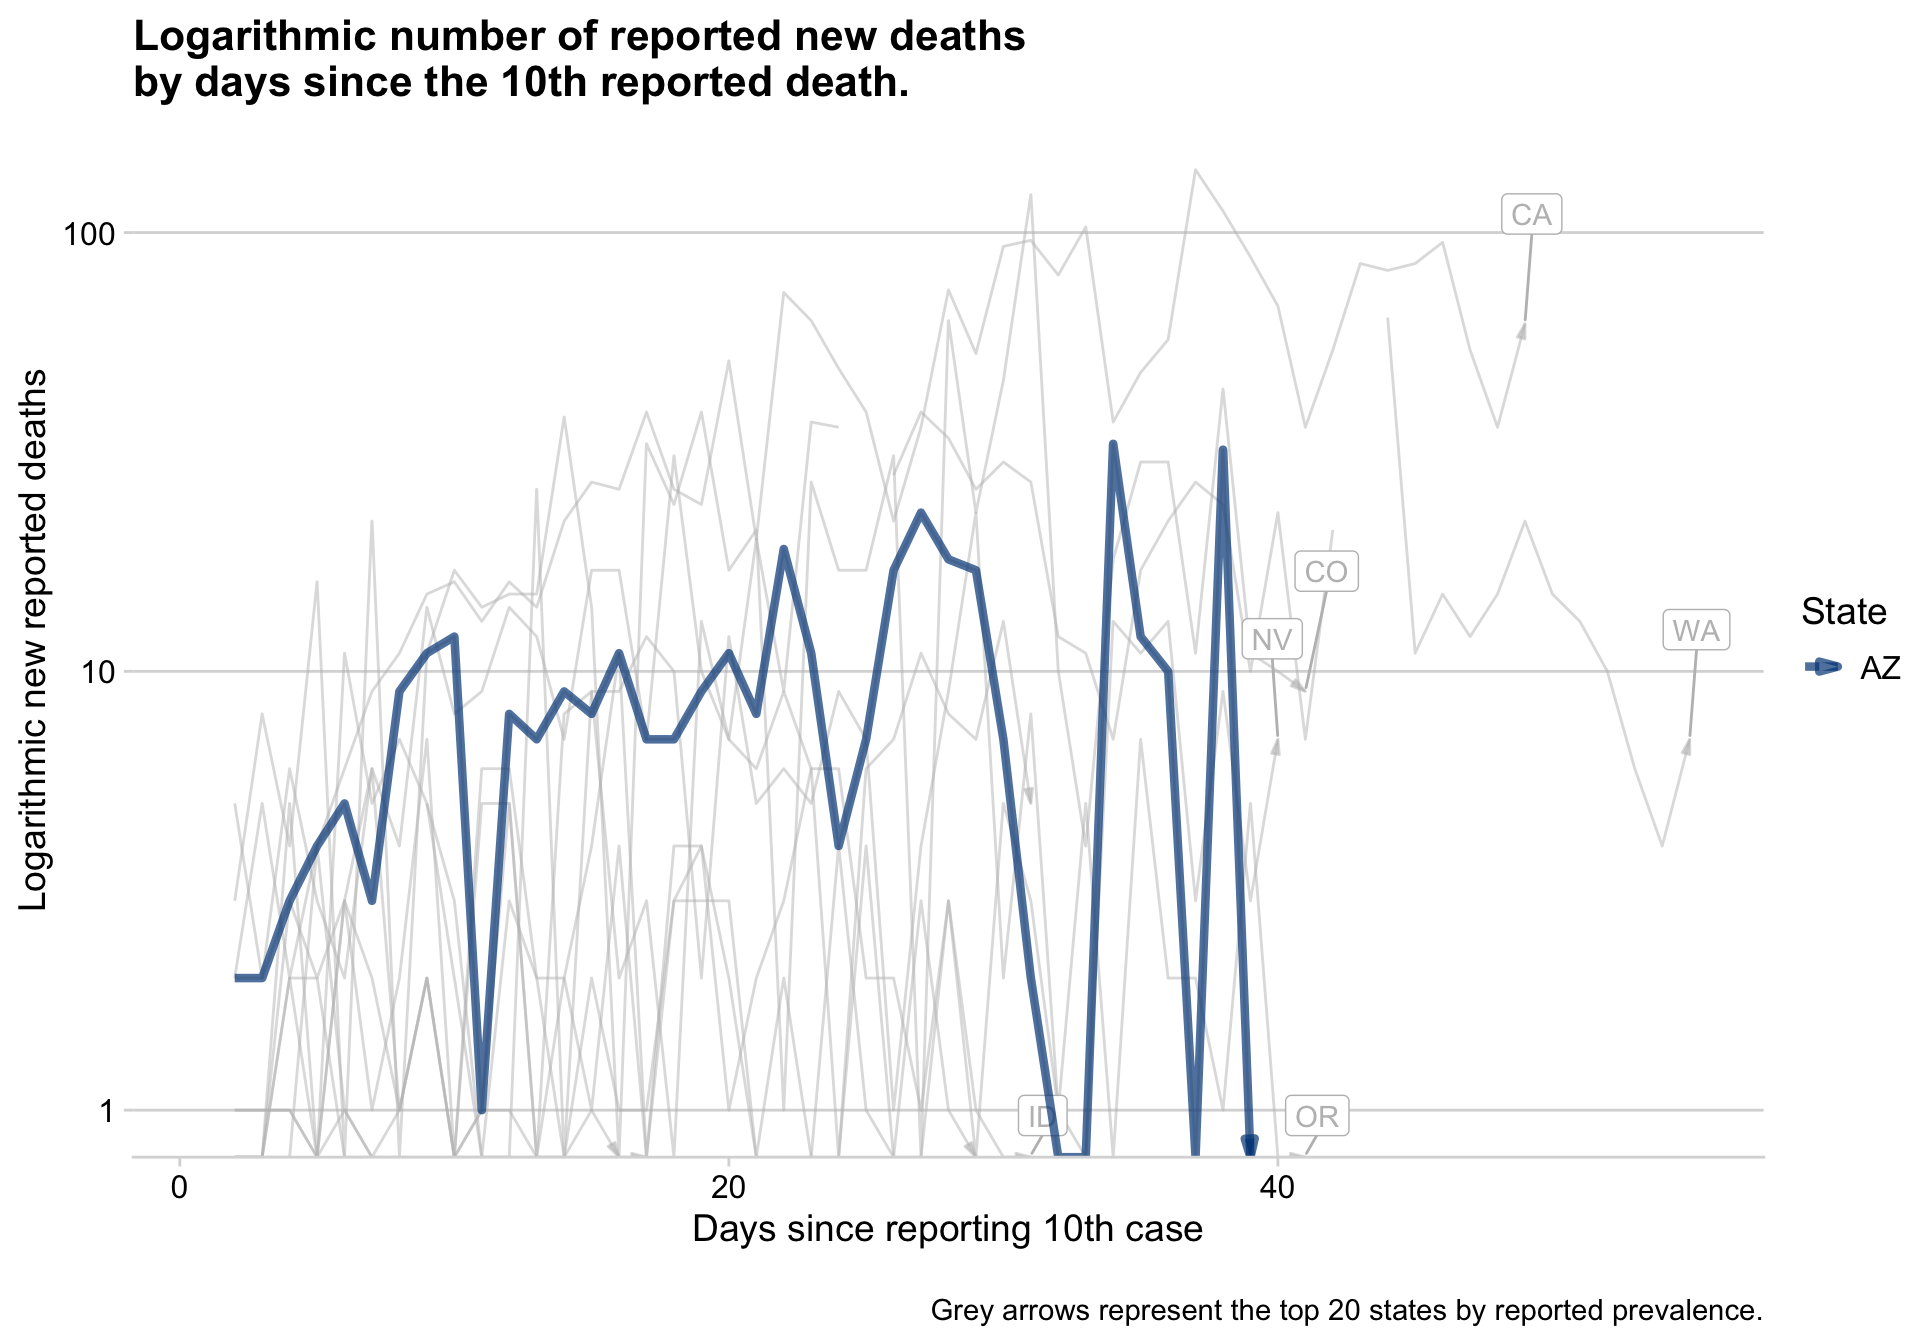 Logarithmic number of reported new deaths
by days since the 10th reported death.
Logarithmic new reported deaths
100
10
1
CA
CO
NV
WA
ID
OR
State
AZ
0
20
40
Days since reporting 10th case
Grey arrows represent the top 20 states by reported prevalence.